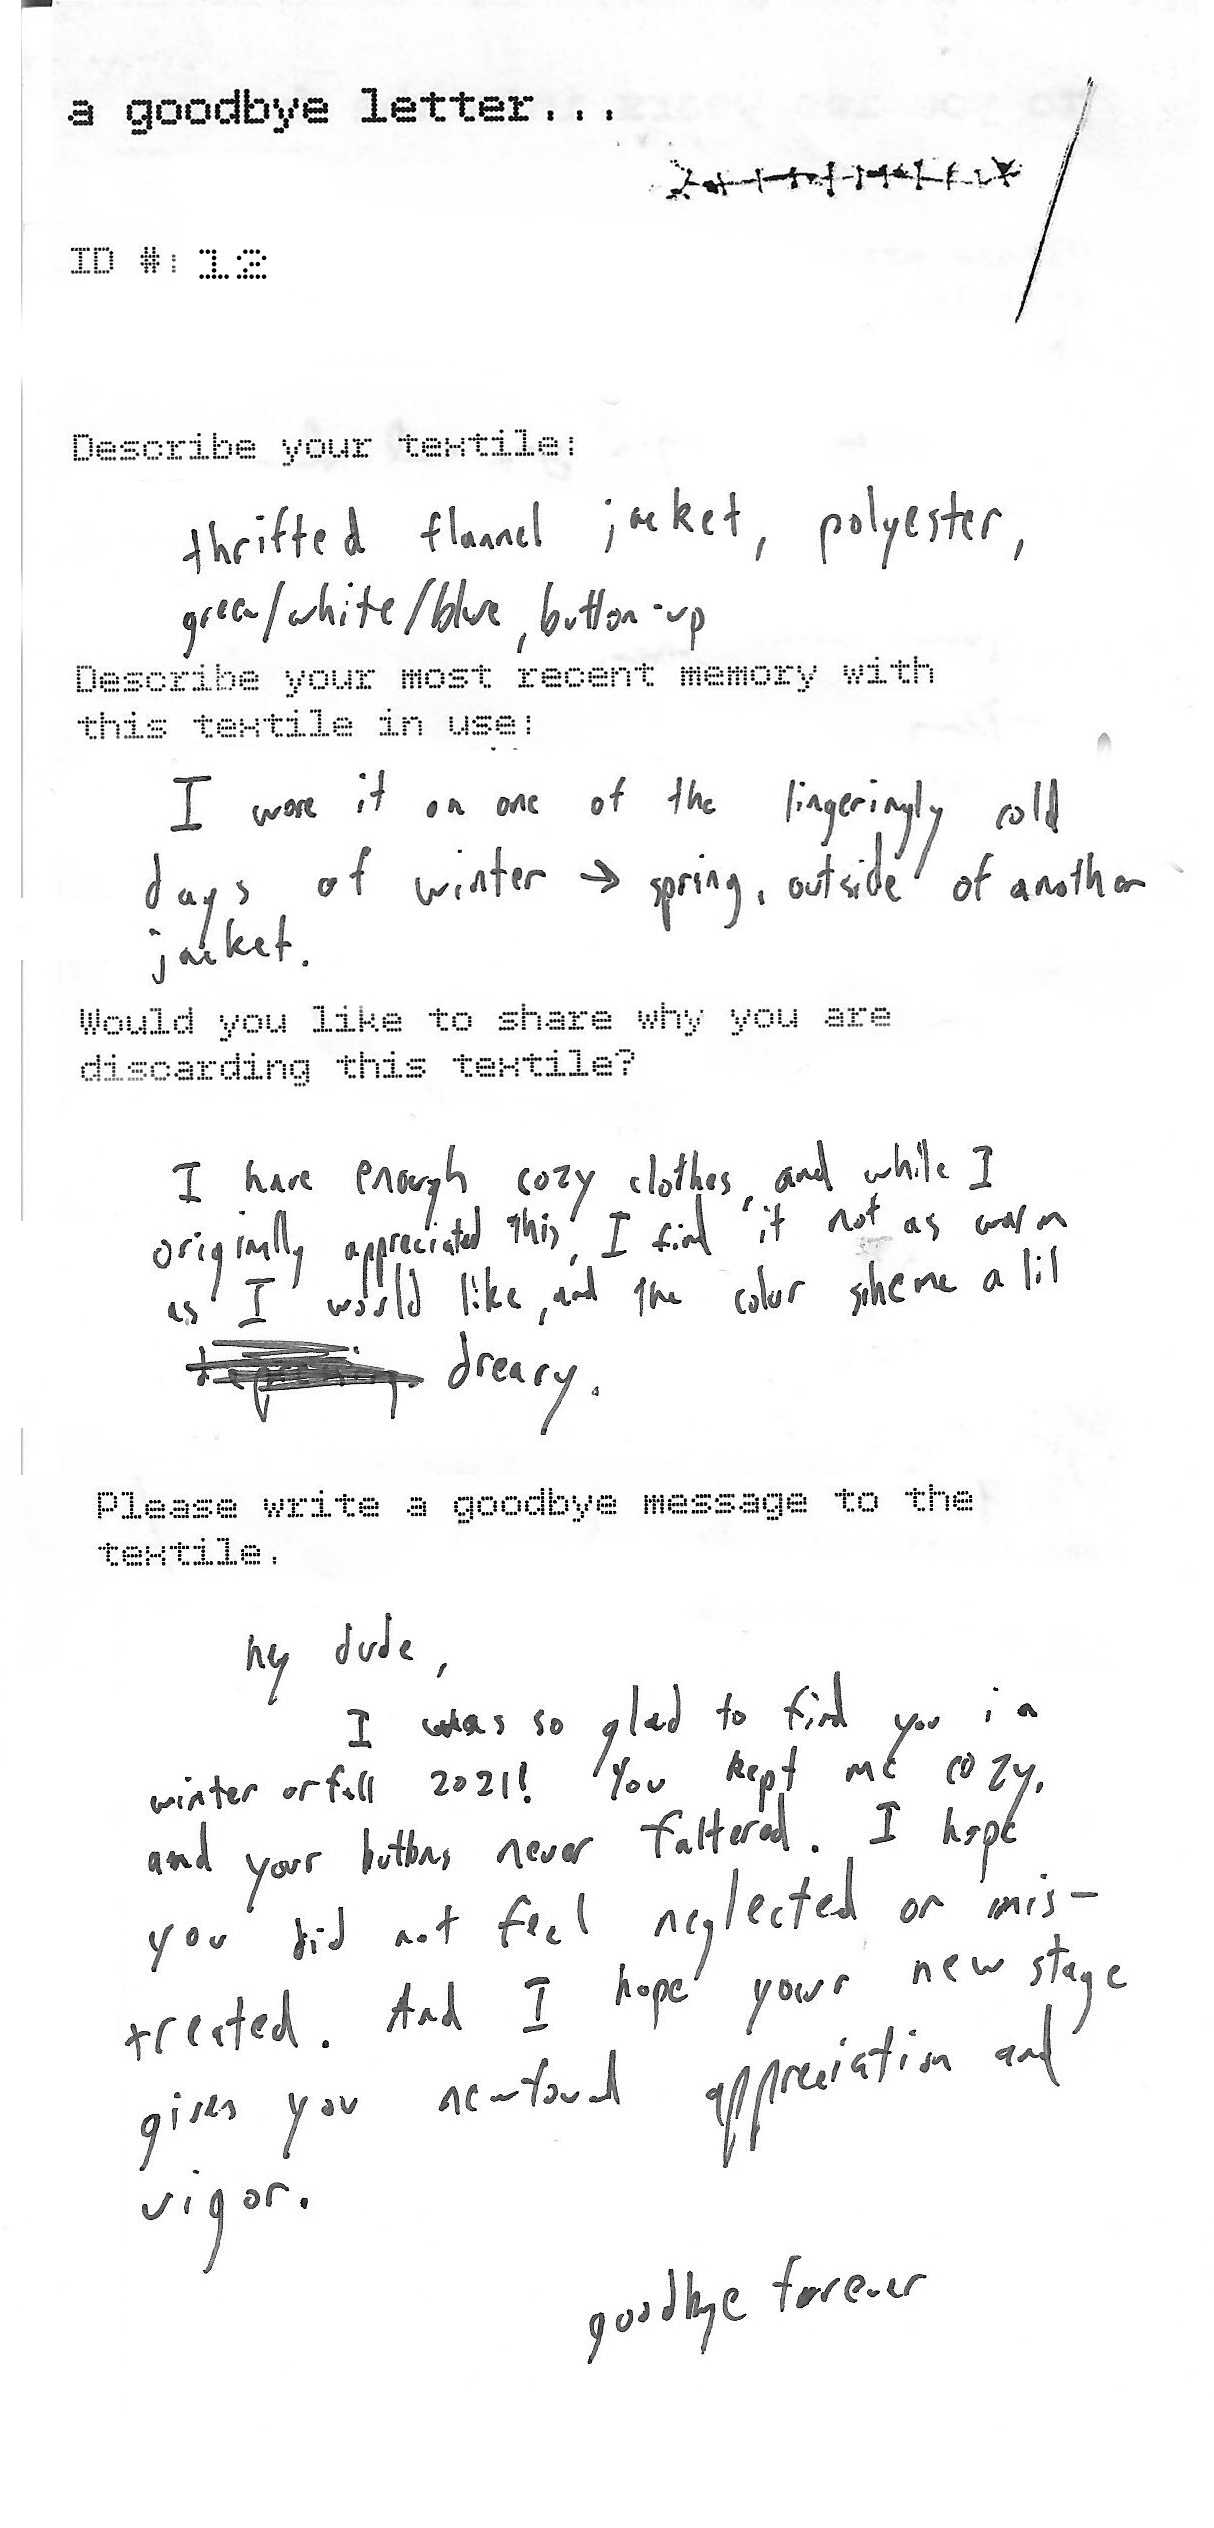 a goodbye letter...
ID #: 12
Describe your textile:
thrifted flannel jacket, polyester,
green/white/blue, button-up
Describe your most recent memory with
this textile in use:
I wore it on one of the lingeringly cold
days of winter → spring, outside of another
jacket.
Would you like to share why you are
discarding this textile?
I have enough cozy clothes, and while I
originally appreciated this, I find it not as warm
as I would like, and the color scheme a lil
dreary.
Please write a goodbye message to the
textile.
hey dude,
I was so glad to find you in
winter or fall 2021! You kept me cozy,
and your buttons never faltered. I hope
you did not feel neglected or mis-
treated. And I hope your new stage
gives you newfound appreciation and
vigor.
goodbye forever